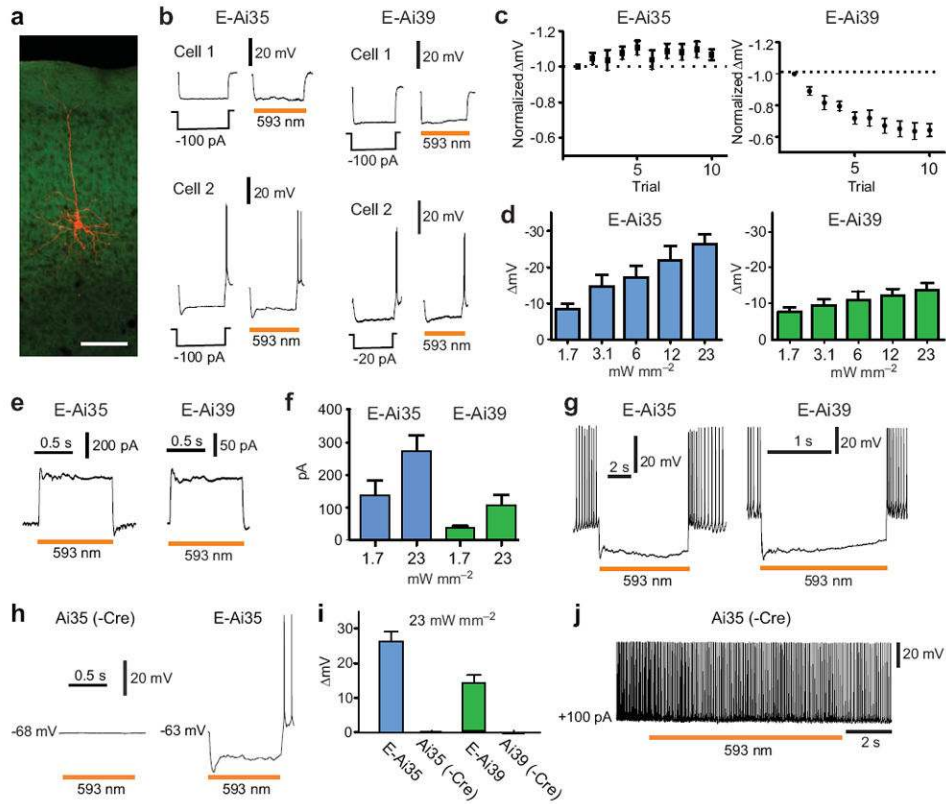 a
b
E-Ai35
E-Ai39
Cell 1
20 mV
Cell 1
20 mV
593 nm
-100 pA
593 nm
-100 pA
Cell 2
20 mV
Cell 2
20 mV
593 nm
-100 pA
593 nm
-20 pA
c
E-Ai35
E-Ai39
Normalized ΔmV
-1.2
-1.0
-0.8
-0.6
5
10
Trial
Normalized ΔmV
-1.2
-1.0
-0.8
-0.6
5
10
Trial
d
E-Ai35
E-Ai39
ΔmV
-30
-20
-10
0
1.7 3.1 6 12 23
mW mm⁻²
ΔmV
-30
-20
-10
0
1.7 3.1 6 12 23
mW mm⁻²
e
E-Ai35
E-Ai39
0.5 s
200 pA
0.5 s
50 pA
593 nm
593 nm
f
E-Ai35
E-Ai39
pA
400
300
200
100
0
1.7 23 1.7 23
mW mm⁻²
mW mm⁻²
g
E-Ai35
E-Ai39
2 s
20 mV
1 s
20 mV
593 nm
593 nm
h
Ai35 (-Cre)
E-Ai35
0.5 s
20 mV
-68 mV
-63 mV
593 nm
593 nm
i
23 mW mm⁻²
ΔmV
30
20
10
0
E-Ai35
Ai35 (-Cre)
E-Ai39
Ai39 (-Cre)
j
Ai35 (-Cre)
20 mV
+100 pA
593 nm
2 s